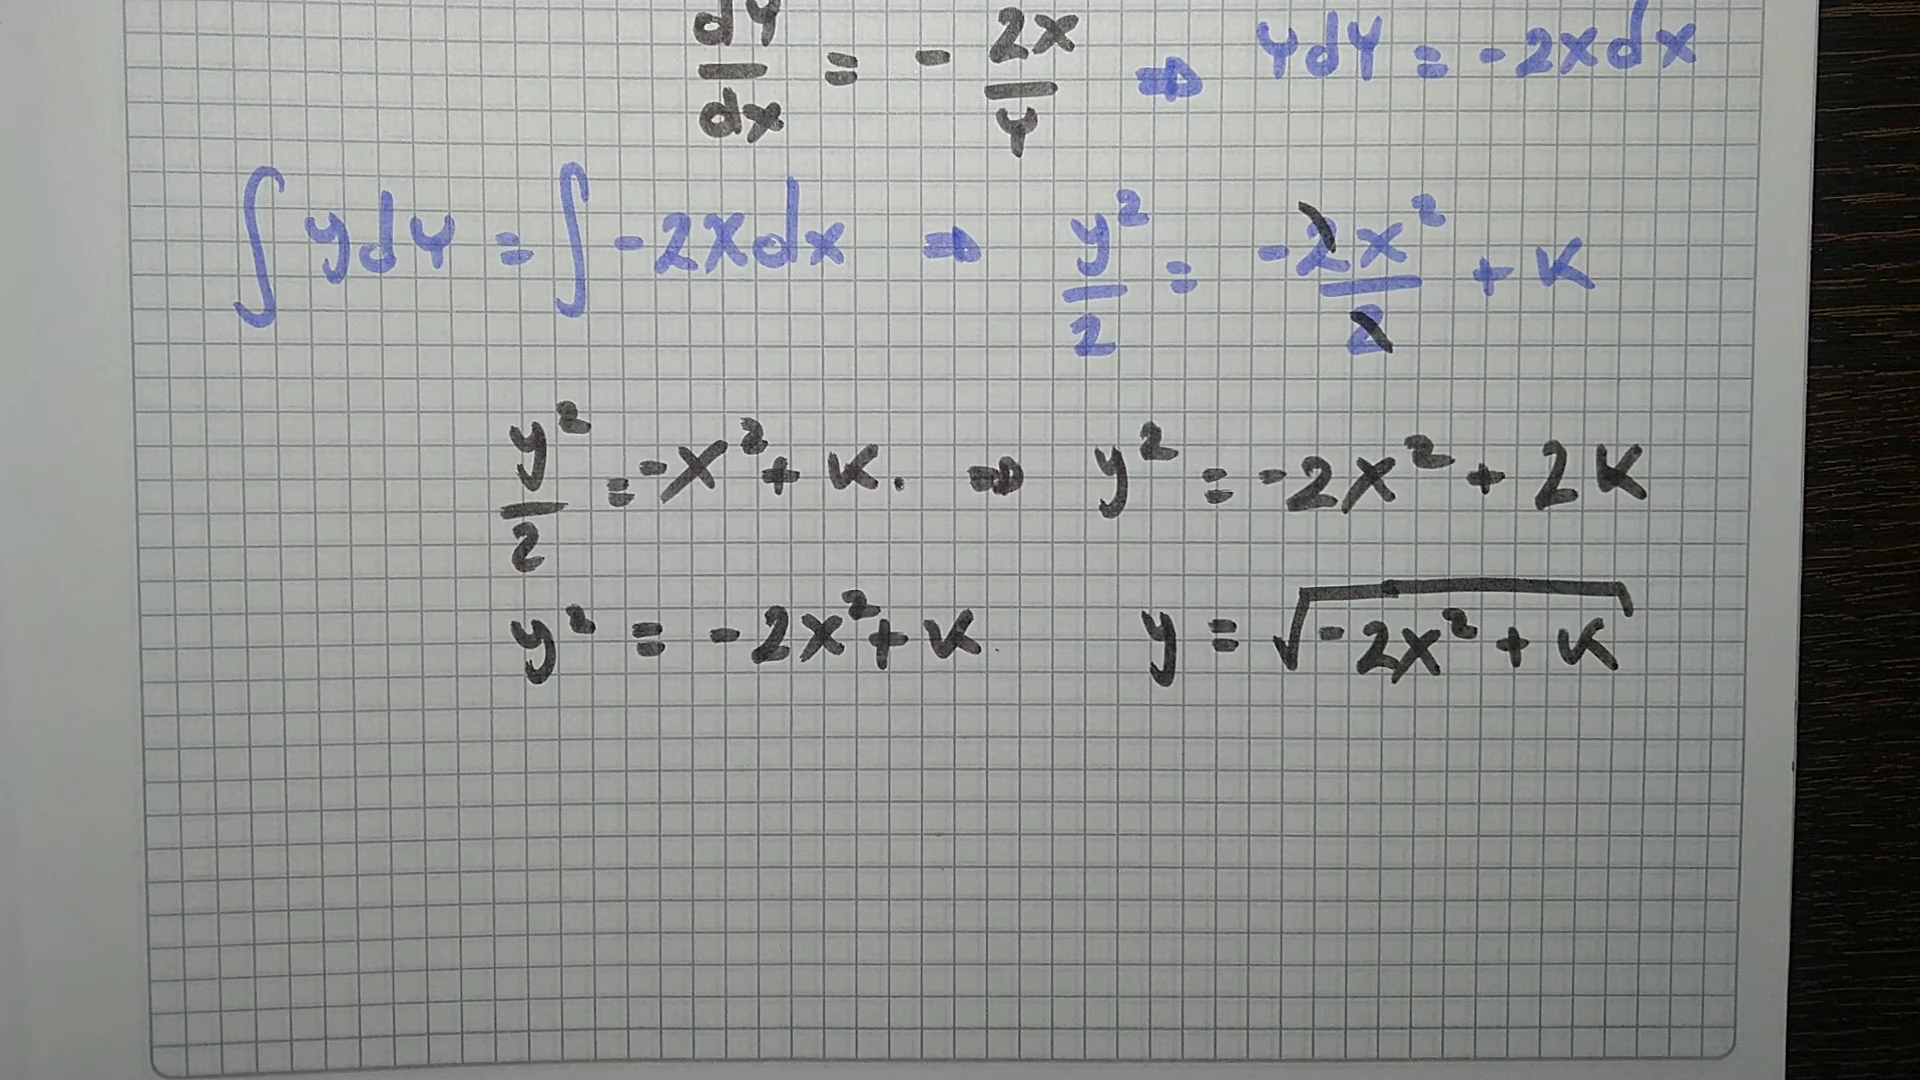 dy/dx = - 2x/y ⇒ ydy = -2xdx
∫ ydy = ∫ -2xdx ⇒ y²/2 = -2x²/2 + K
y²/2 = -x² + K. ⇒ y² = -2x² + 2K
y² = -2x² + K y = √(-2x² + K)